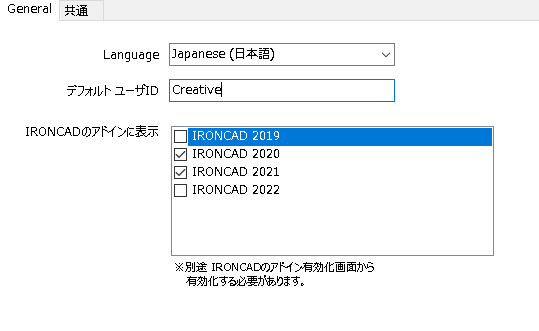 General 共通
Language Japanese (日本語)
デフォルト ユーザID Creative
IRONCADのアドインに表示 IRONCAD 2019
IRONCAD 2020
IRONCAD 2021
IRONCAD 2022
※別途 IRONCADのアドイン有効化画面から
有効化する必要があります。